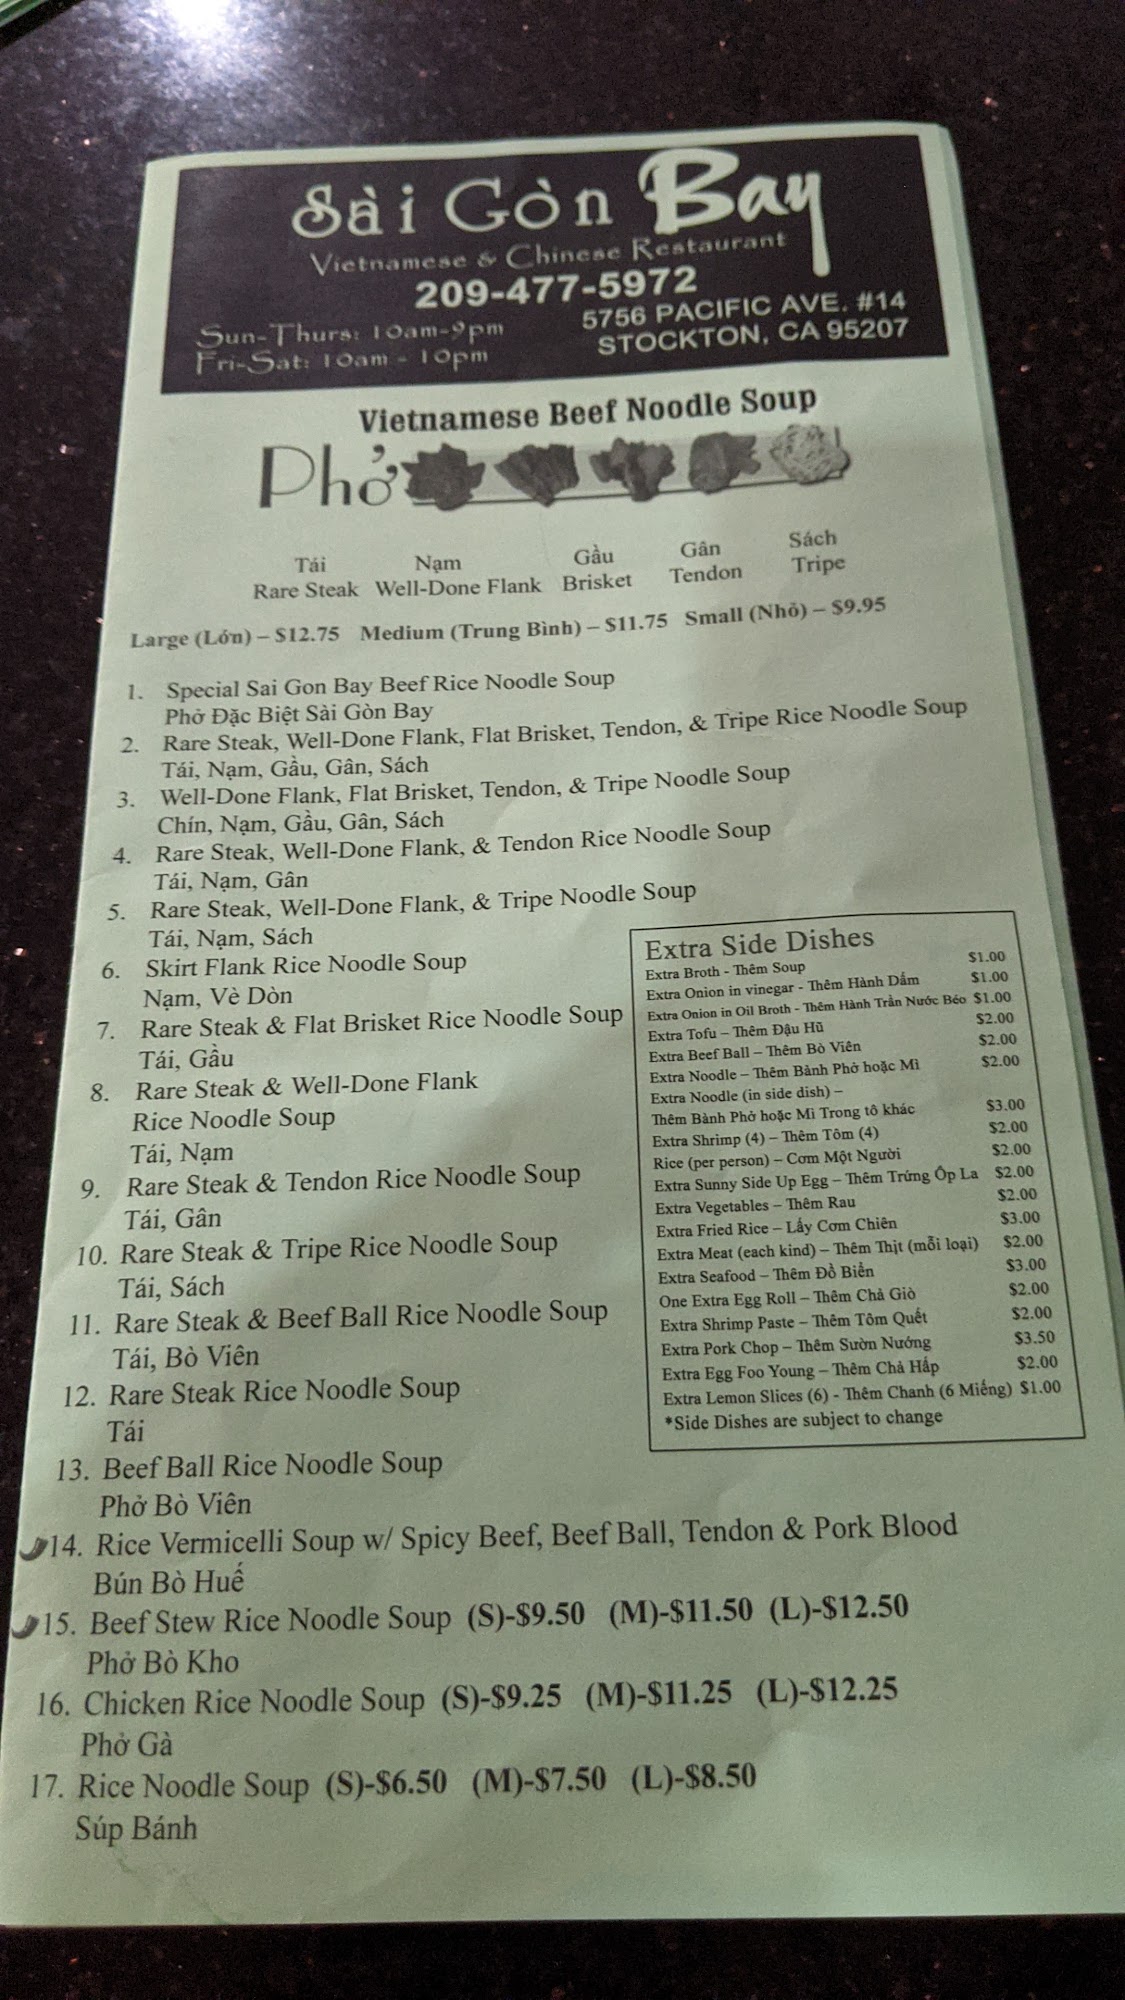 Sài Gòn Bay
Vietnamese & Chinese Restaurant
209-477-5972
Sun-Thurs: 10am-9pm
Fri-Sat: 10am - 10pm
5756 PACIFIC AVE. #14
STOCKTON, CA 95207
Vietnamese Beef Noodle Soup
Phở
Tái Nạm Gầu Gân Sách
Rare Steak Well-Done Flank Brisket Tendon Tripe
Large (Lớn) – $12.75 Medium (Trung Bình) – $11.75 Small (Nhỏ) – $9.95
1. Special Sai Gon Bay Beef Rice Noodle Soup
Phở Đặc Biệt Sài Gòn Bay
2. Rare Steak, Well-Done Flank, Flat Brisket, Tendon, & Tripe Rice Noodle Soup
Tái, Nạm, Gầu, Gân, Sách
3. Well-Done Flank, Flat Brisket, Tendon, & Tripe Noodle Soup
Chín, Nạm, Gầu, Gân, Sách
4. Rare Steak, Well-Done Flank, & Tendon Rice Noodle Soup
Tái, Nạm, Gân
5. Rare Steak, Well-Done Flank, & Tripe Noodle Soup
Tái, Nạm, Sách
6. Skirt Flank Rice Noodle Soup
Nạm, Vè Dòn
7. Rare Steak & Flat Brisket Rice Noodle Soup
Tái, Gầu
8. Rare Steak & Well-Done Flank
Rice Noodle Soup
Tái, Nạm
9. Rare Steak & Tendon Rice Noodle Soup
Tái, Gân
10. Rare Steak & Tripe Rice Noodle Soup
Tái, Sách
11. Rare Steak & Beef Ball Rice Noodle Soup
Tái, Bò Viên
12. Rare Steak Rice Noodle Soup
Tái
13. Beef Ball Rice Noodle Soup
Phở Bò Viên
14. Rice Vermicelli Soup w/ Spicy Beef, Beef Ball, Tendon & Pork Blood
Bún Bò Huế
15. Beef Stew Rice Noodle Soup (S)-$9.50 (M)-$11.50 (L)-$12.50
Phở Bò Kho
16. Chicken Rice Noodle Soup (S)-$9.25 (M)-$11.25 (L)-$12.25
Phở Gà
17. Rice Noodle Soup (S)-$6.50 (M)-$7.50 (L)-$8.50
Súp Bánh
Extra Side Dishes
Extra Broth - Thêm Soup $1.00
Extra Onion in vinegar - Thêm Hành Dấm $1.00
Extra Onion in Oil Broth - Thêm Hành Trần Nước Béo $1.00
Extra Tofu – Thêm Đậu Hũ $2.00
Extra Beef Ball – Thêm Bò Viên $2.00
Extra Noodle – Thêm Bành Phở hoặc Mì $2.00
Extra Noodle (in side dish) –
Thêm Bành Phở hoặc Mì Trong tô khác $3.00
Extra Shrimp (4) – Thêm Tôm (4) $2.00
Rice (per person) – Cơm Một Người $2.00
Extra Sunny Side Up Egg – Thêm Trứng Ốp La $2.00
Extra Vegetables – Thêm Rau $2.00
Extra Fried Rice – Lấy Cơm Chiên $3.00
Extra Meat (each kind) – Thêm Thịt (mỗi loại) $2.00
Extra Seafood – Thêm Đồ Biển $3.00
One Extra Egg Roll – Thêm Chả Giò $2.00
Extra Shrimp Paste – Thêm Tôm Quết $2.00
Extra Pork Chop – Thêm Sườn Nướng $3.50
Extra Egg Foo Young – Thêm Chả Hấp $2.00
Extra Lemon Slices (6) - Thêm Chanh (6 Miếng) $1.00
*Side Dishes are subject to change